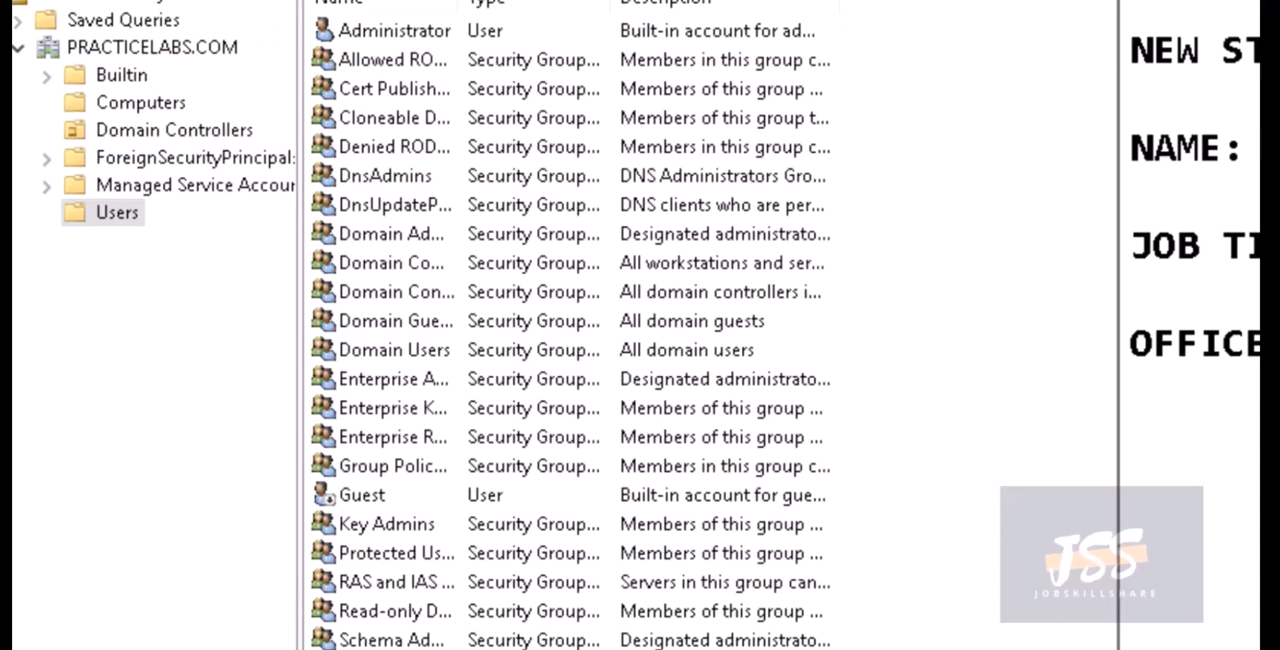 Name Type Description
Saved Queries
PRACTICELABS.COM
Builtin
Computers
Domain Controllers
ForeignSecurityPrincipal:
Managed Service Accour
Users
Administrator User Built-in account for ad...
Allowed RO... Security Group... Members in this group c...
Cert Publish... Security Group... Members of this group ...
Cloneable D... Security Group... Members of this group t...
Denied ROD... Security Group... Members in this group c...
DnsAdmins Security Group... DNS Administrators Gro...
DnsUpdateP... Security Group... DNS clients who are per...
Domain Ad... Security Group... Designated administrato...
Domain Co... Security Group... All workstations and ser...
Domain Con... Security Group... All domain controllers i...
Domain Gue... Security Group... All domain guests
Domain Users Security Group... All domain users
Enterprise A... Security Group... Designated administrato...
Enterprise K... Security Group... Members of this group ...
Enterprise R... Security Group... Members of this group ...
Group Polic... Security Group... Members in this group c...
Guest User Built-in account for gue...
Key Admins Security Group... Members of this group ...
Protected Us... Security Group... Members of this group ...
RAS and IAS ... Security Group... Servers in this group can...
Read-only D... Security Group... Members of this group ...
Schema Ad... Security Group... Designated administrato...
NEW ST
NAME:
JOB TI
OFFICE
JSS
JOBSKILLSHARE